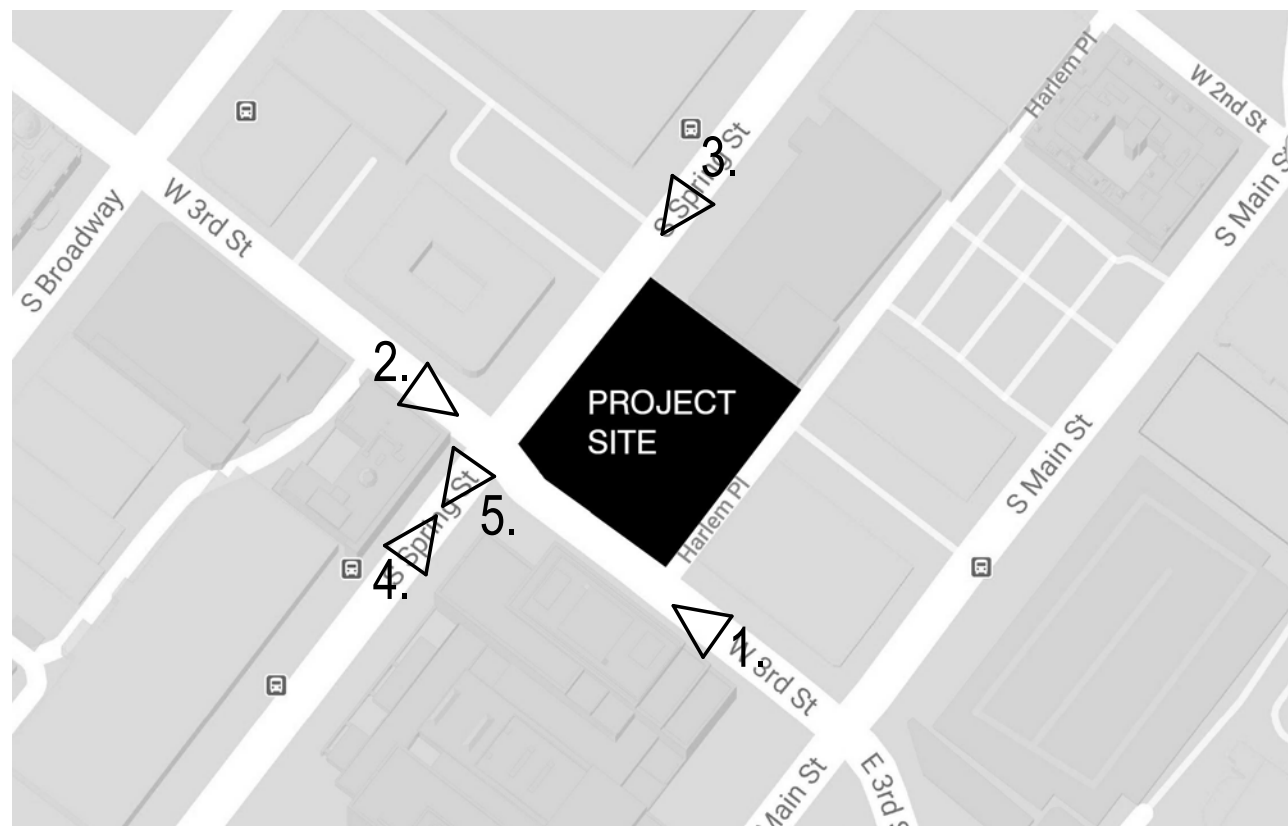 Harlem Pl
W 2nd St
3.
S Spring St
S Main St
W 3rd St
S Broadway
2.
PROJECT
SITE
S Main St
5.
S Spring St
Harlem Pl
4.
1.
W 3rd St
Main St
E 3rd S